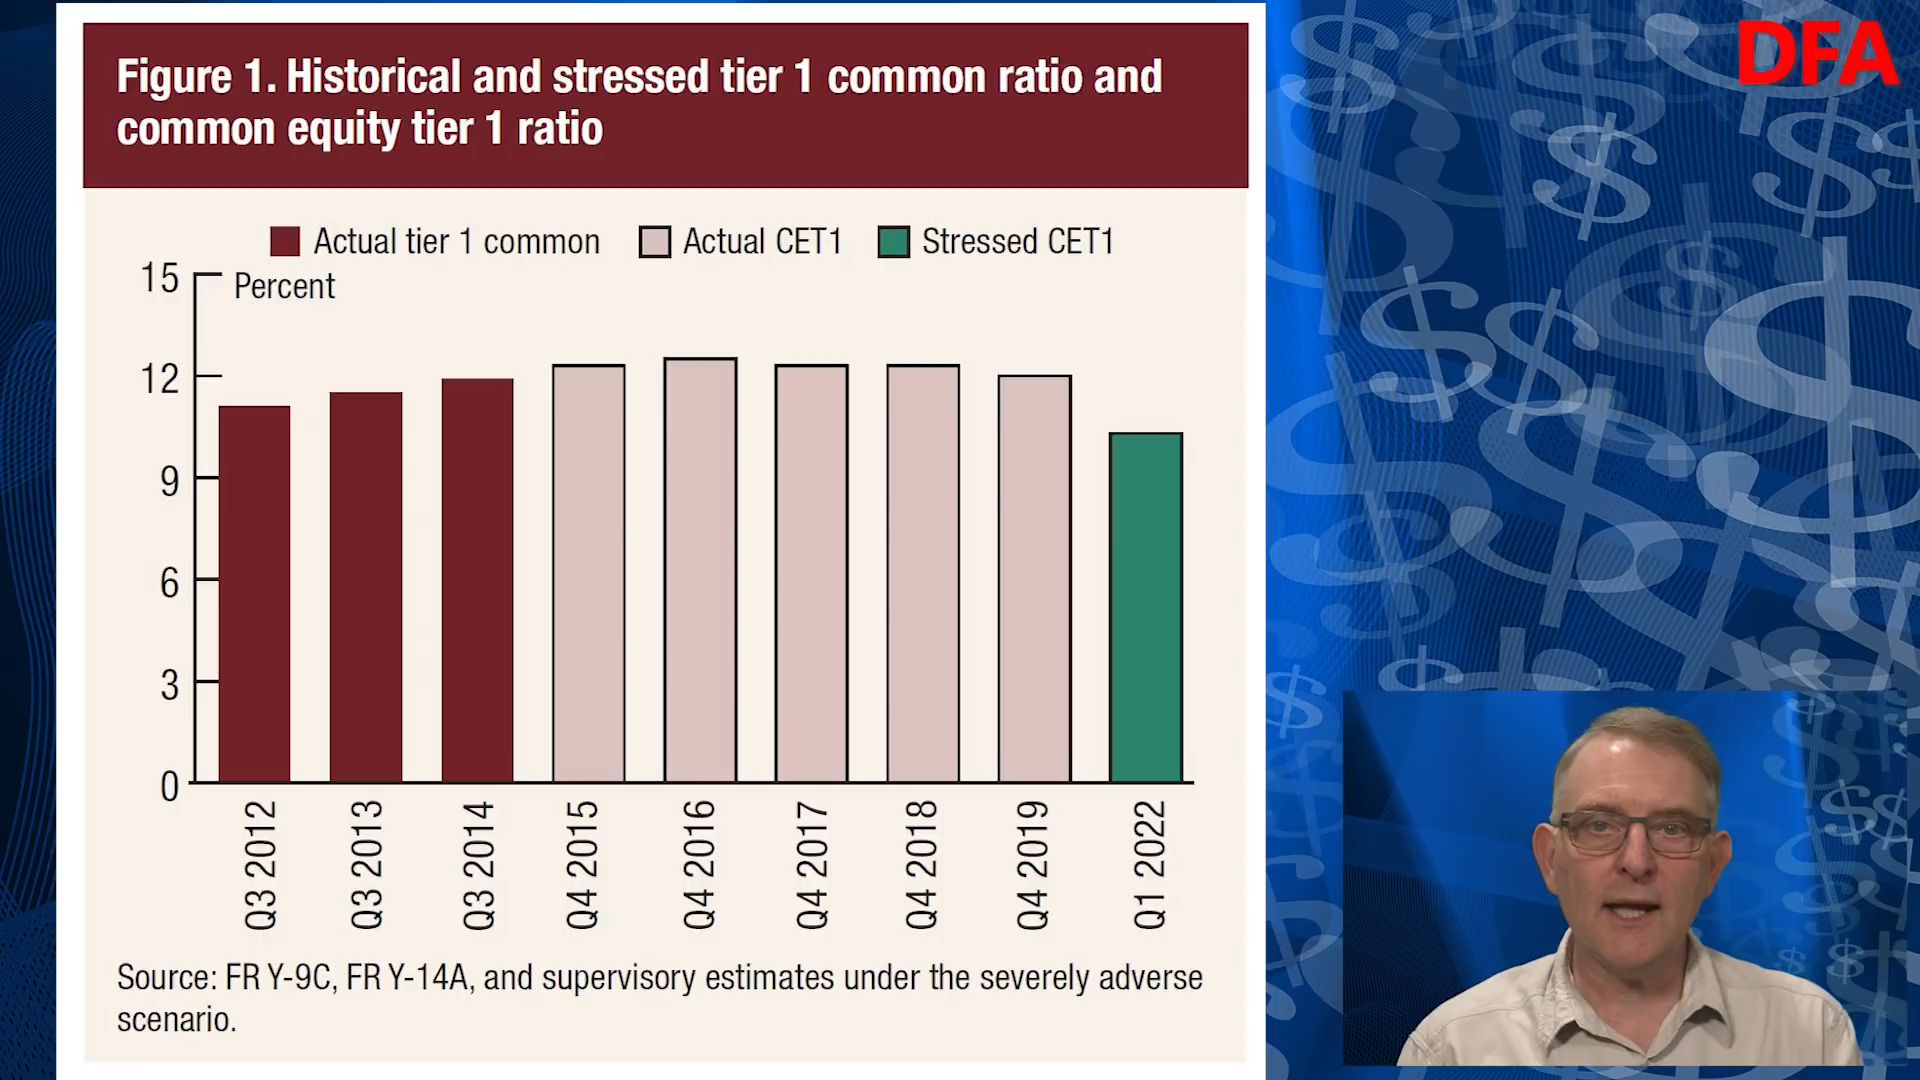 DFA
Figure 1. Historical and stressed tier 1 common ratio and
common equity tier 1 ratio
Actual tier 1 common
Actual CET1
Stressed CET1
Percent
15
12
9
6
3
0
Q3 2012
Q3 2013
Q3 2014
Q4 2015
Q4 2016
Q4 2017
Q4 2018
Q4 2019
Q1 2022
Source: FR Y-9C, FR Y-14A, and supervisory estimates under the severely adverse
scenario.